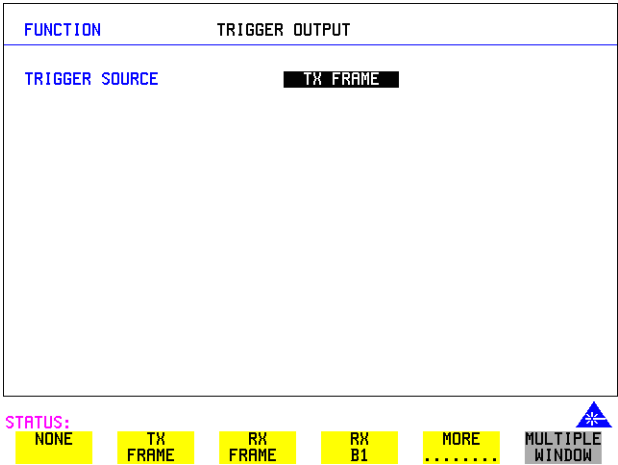 FUNCTION TRIGGER OUTPUT
TRIGGER SOURCE TX FRAME
STATUS:
NONE TX FRAME RX FRAME RX B1 MORE ........ MULTIPLE WINDOW